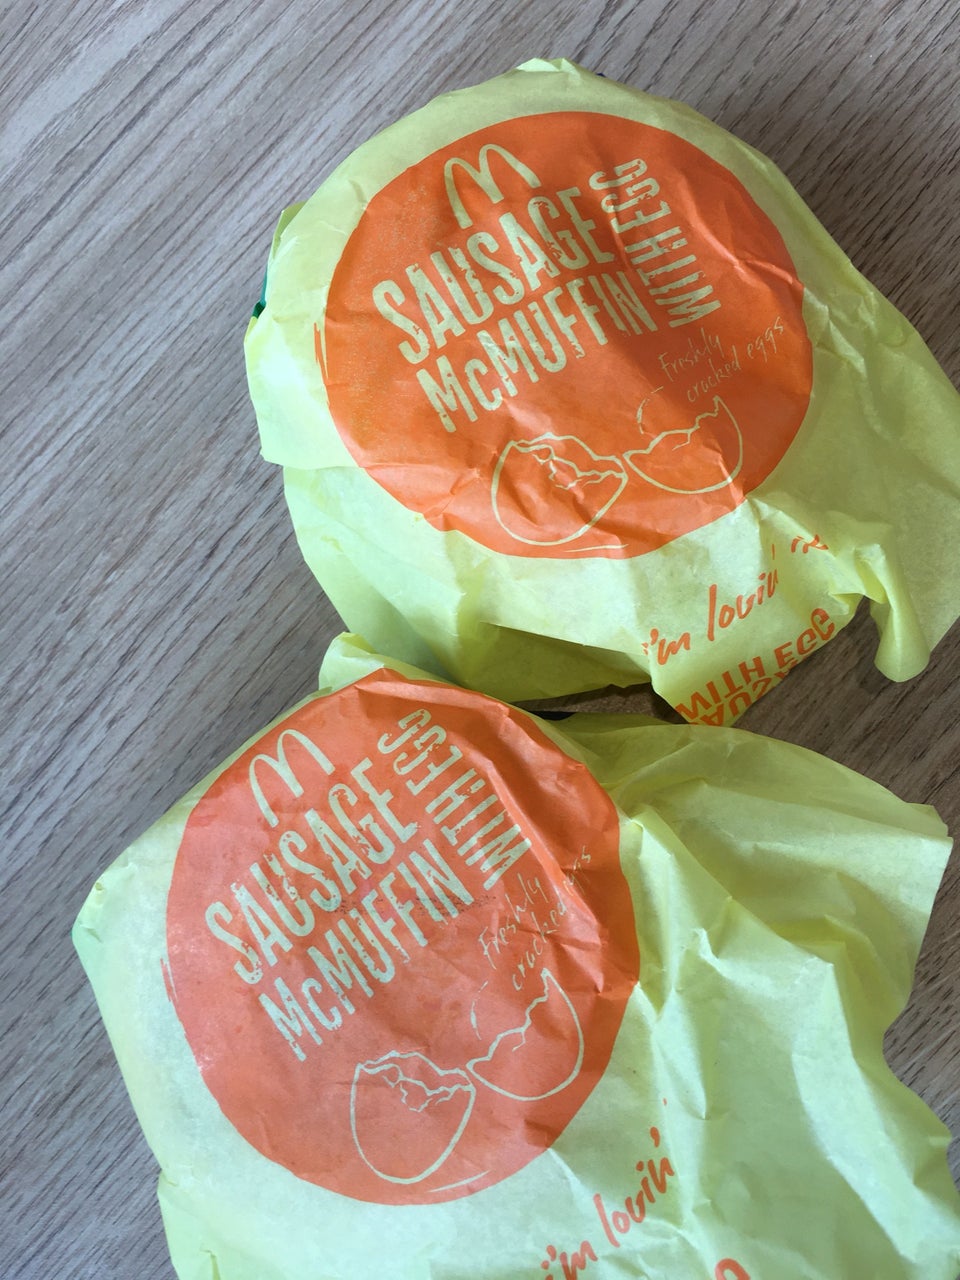 SAUSAGE
McMUFFIN
WITH EGG
Freshly
cracked eggs
i'm lovin'
WITH EGG
SAUSAGE
McMUFFIN
WITH EGG
Freshly
cracked eggs
i'm lovin'